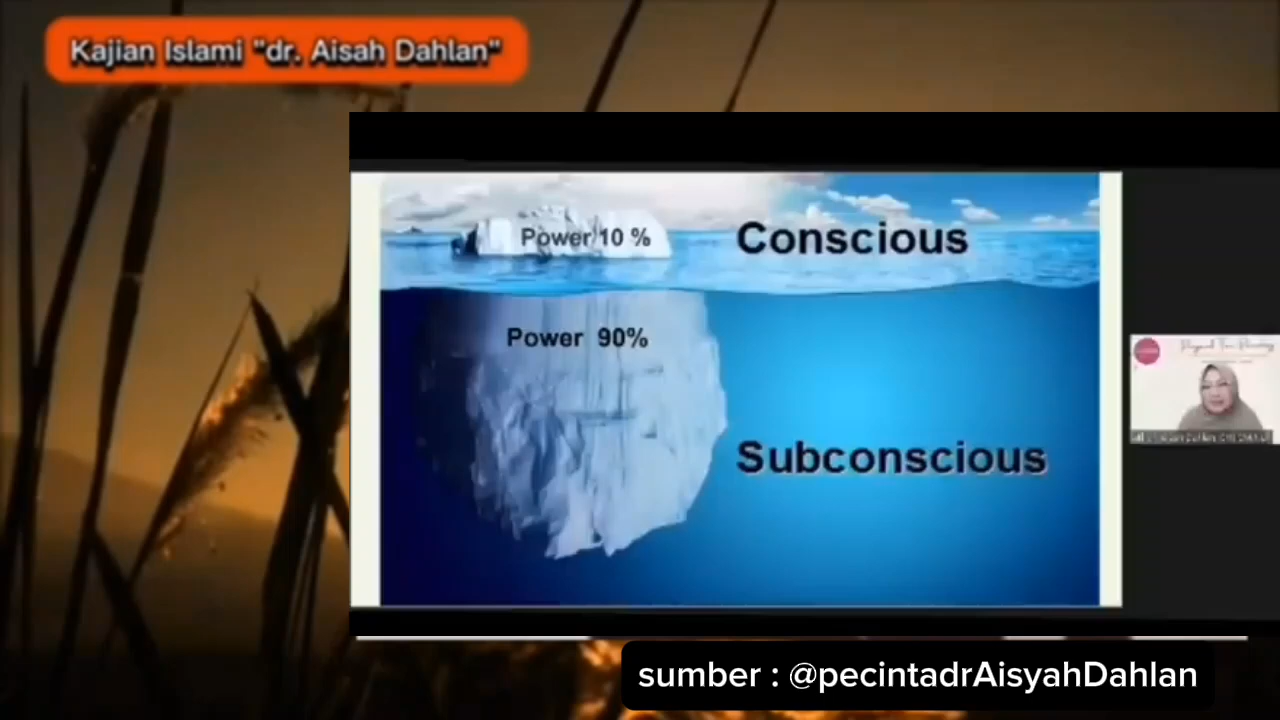 Kajian Islami "dr. Aisah Dahlan"
Power 10 %
Conscious
Power 90%
Subconscious
sumber : @pecintadrAisyahDahlan